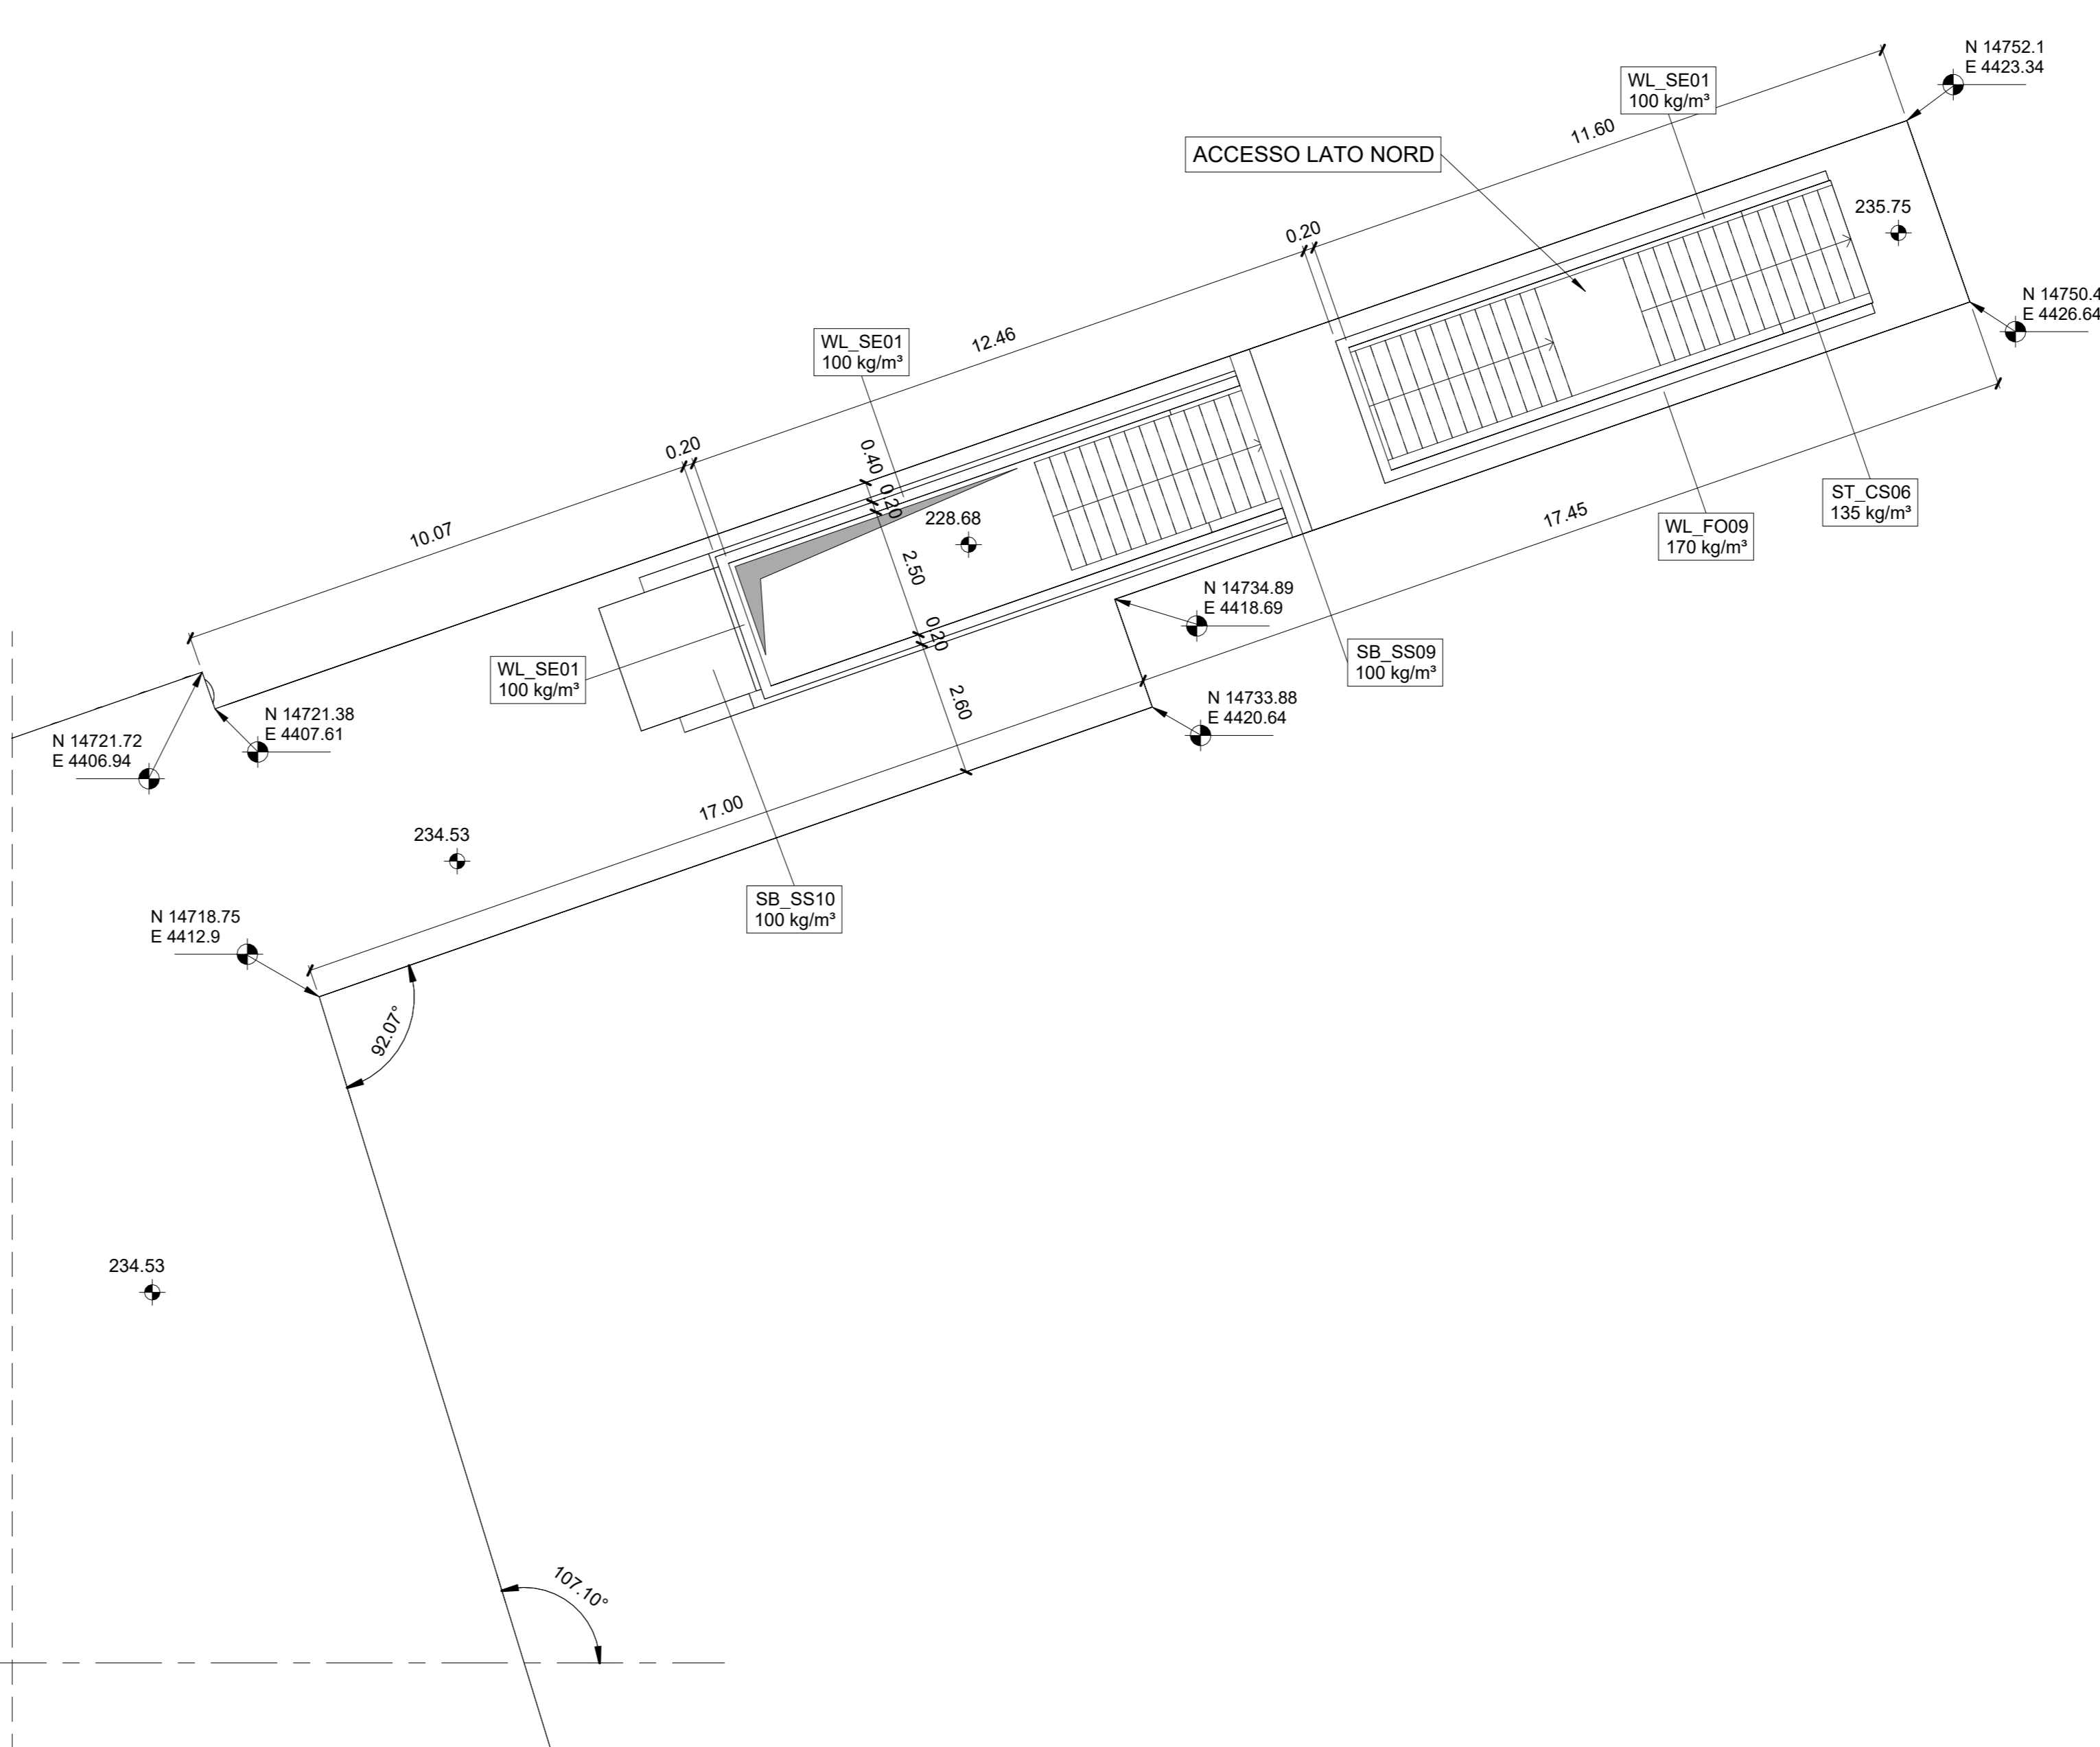 N 14752.1
E 4423.34
WL_SE01
100 kg/m³
11.60
ACCESSO LATO NORD
235.75
0.20
N 14750.4
E 4426.64
12.46
WL_SE01
100 kg/m³
0.20
0.40
0.20
228.68
10.07
2.50
ST_CS06
135 kg/m³
WL_FO09
170 kg/m³
17.45
N 14734.89
E 4418.69
0.20
SB_SS09
100 kg/m³
WL_SE01
100 kg/m³
2.60
N 14733.88
E 4420.64
N 14721.38
E 4407.61
N 14721.72
E 4406.94
17.00
234.53
SB_SS10
100 kg/m³
N 14718.75
E 4412.9
92.07°
234.53
107.10°